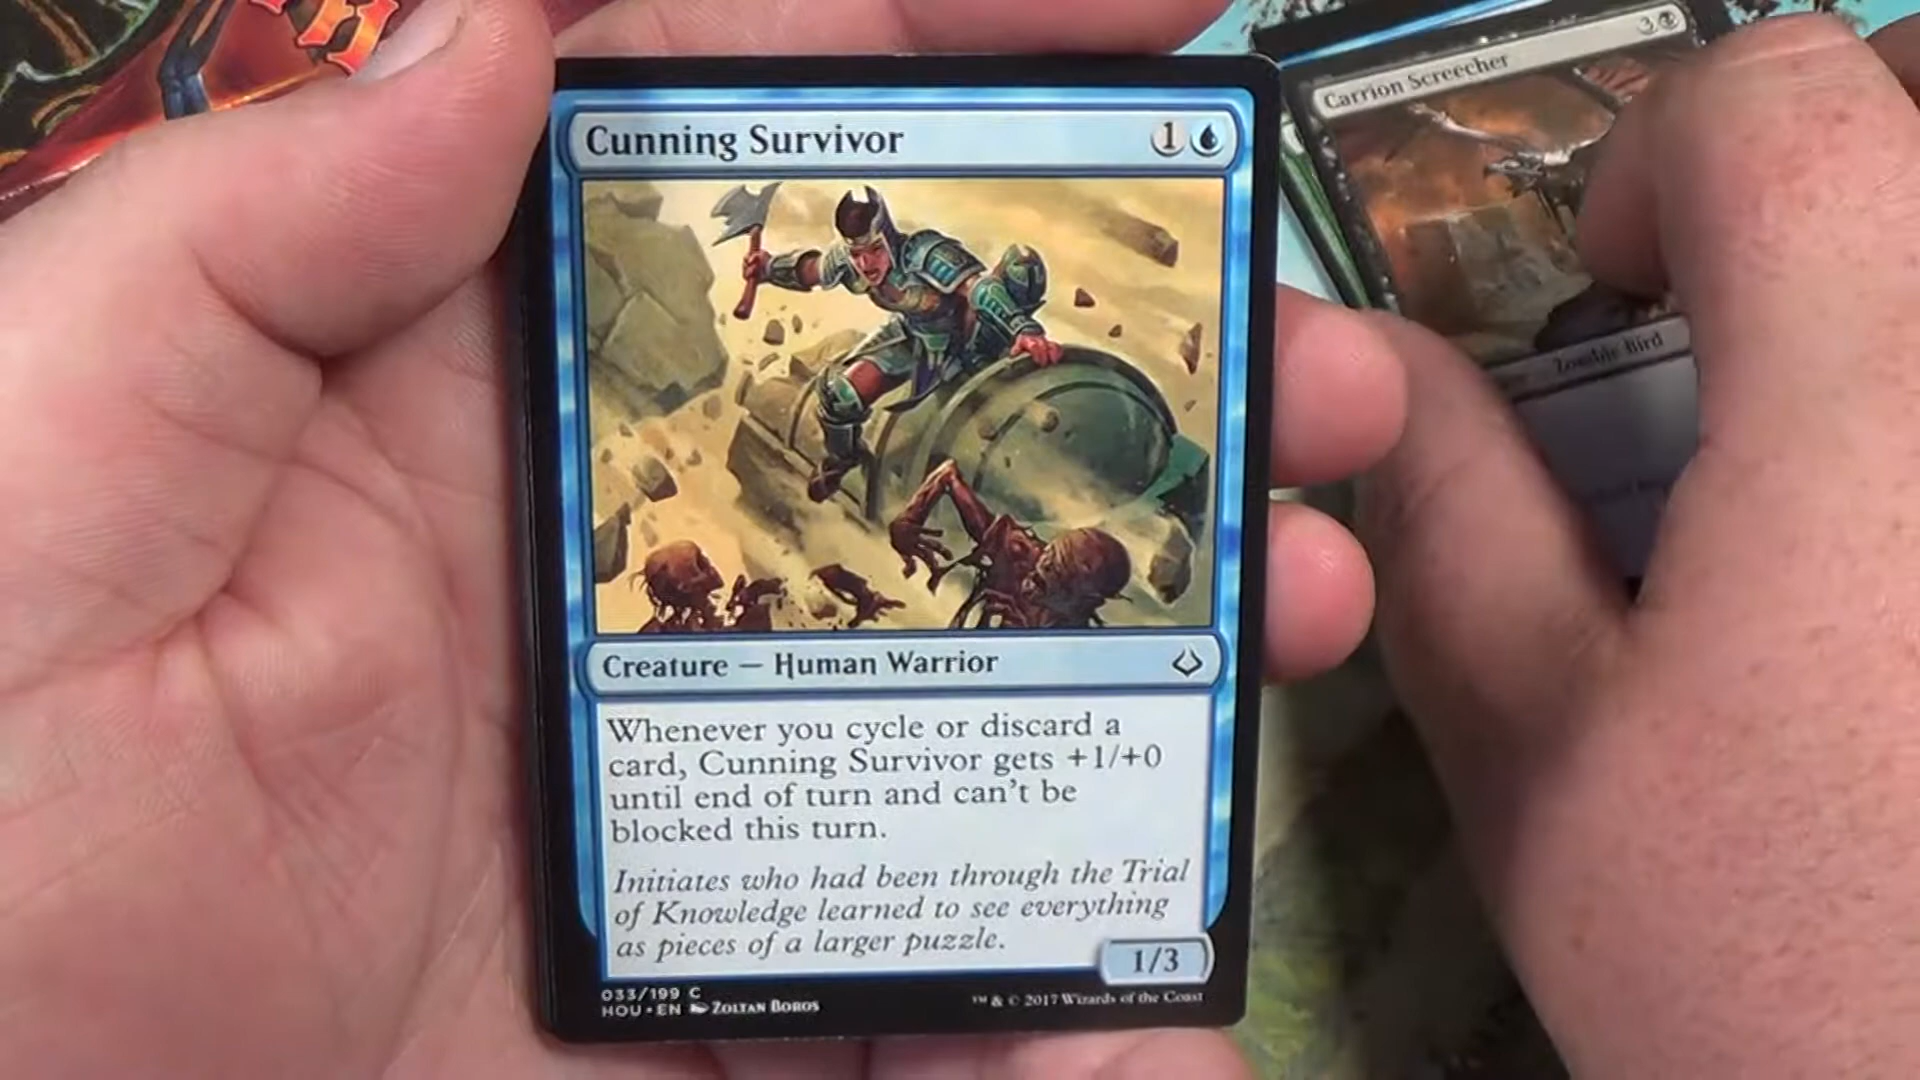 Cunning Survivor 1
Creature — Human Warrior
Whenever you cycle or discard a
card, Cunning Survivor gets +1/+0
until end of turn and can't be
blocked this turn.
Initiates who had been through the Trial
of Knowledge learned to see everything
as pieces of a larger puzzle.
1/3
033/199 C
HOU • EN Zoltan Boros
™ & © 2017 Wizards of the Coast
Carrion Screecher 3
Zombie Bird